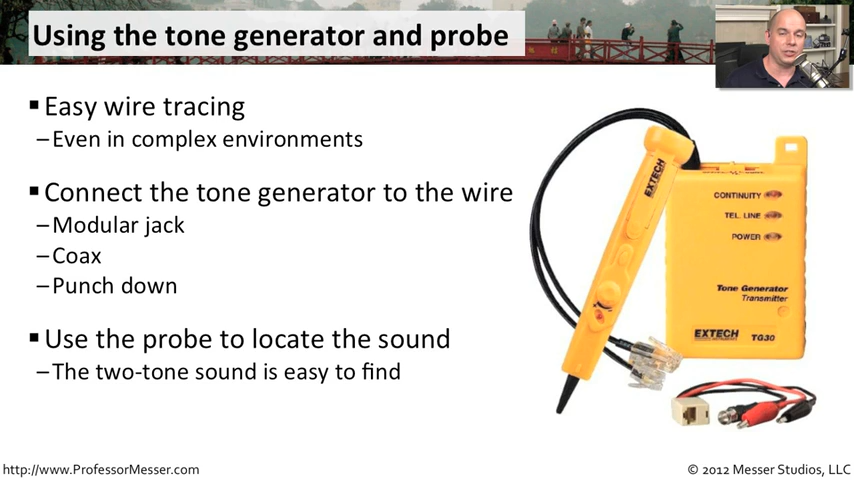 Using the tone generator and probe
▪ Easy wire tracing
– Even in complex environments
▪ Connect the tone generator to the wire
– Modular jack
– Coax
– Punch down
▪ Use the probe to locate the sound
– The two-tone sound is easy to find
EXTECH
CONTINUITY
TEL. LINE
POWER
Tone Generator
Transmitter
EXTECH TG30
http://www.ProfessorMesser.com
© 2012 Messer Studios, LLC